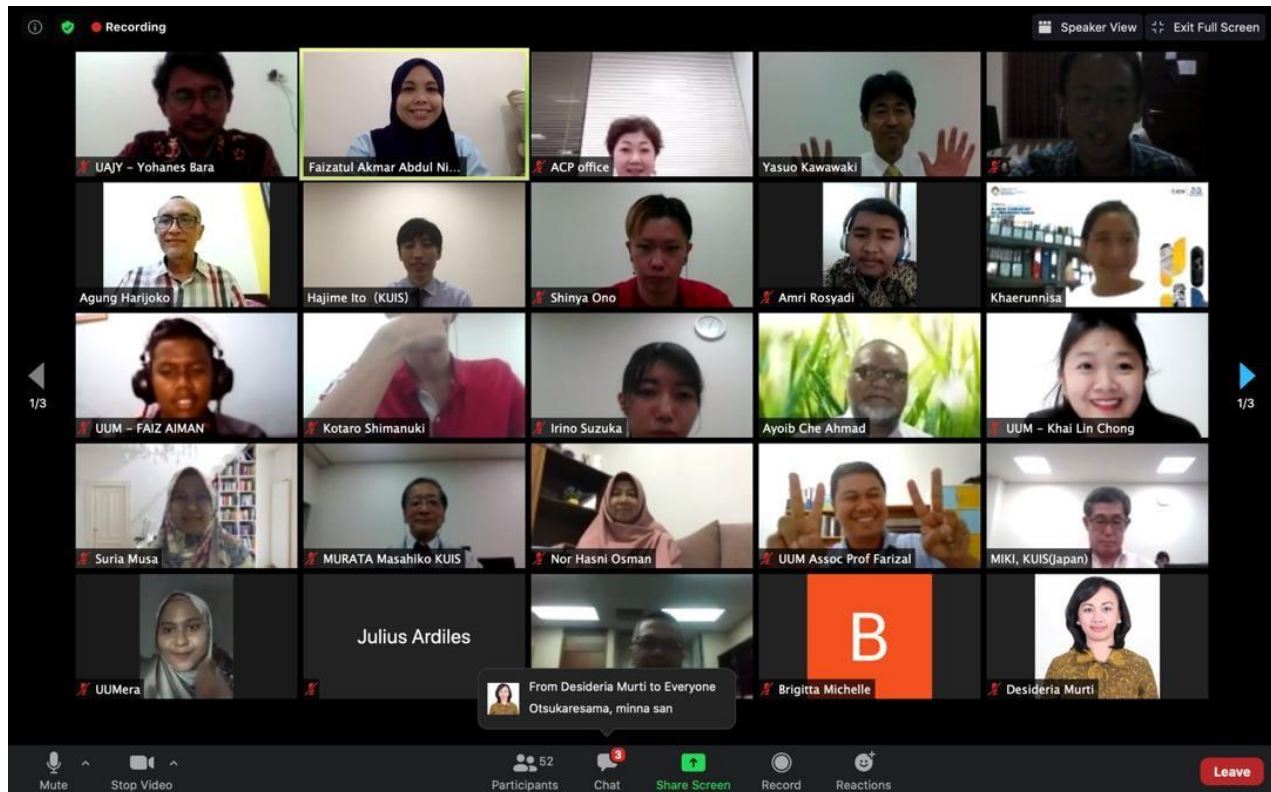 Recording
Speaker View
Exit Full Screen
UAJY – Yohanes Bara
Faizatul Akmar Abdul Ni...
ACP office
Yasuo Kawawaki
Agung Harijoko
Hajime Ito (KUIS)
Shinya Ono
Amri Rosyadi
Khaerunnisa
1/3
1/3
UUM – FAIZ AIMAN
Kotaro Shimanuki
Irino Suzuka
Ayoib Che Ahmad
UUM – Khai Lin Chong
Suria Musa
MURATA Masahiko KUIS
Nor Hasni Osman
UUM Assoc Prof Farizal
MIKI, KUIS(Japan)
UUMera
Julius Ardiles
B
Brigitta Michelle
Desideria Murti
From Desideria Murti to Everyone
Otsukaresama, minna san
Mute
Stop Video
52
Participants
3
Chat
Share Screen
Record
Reactions
Leave